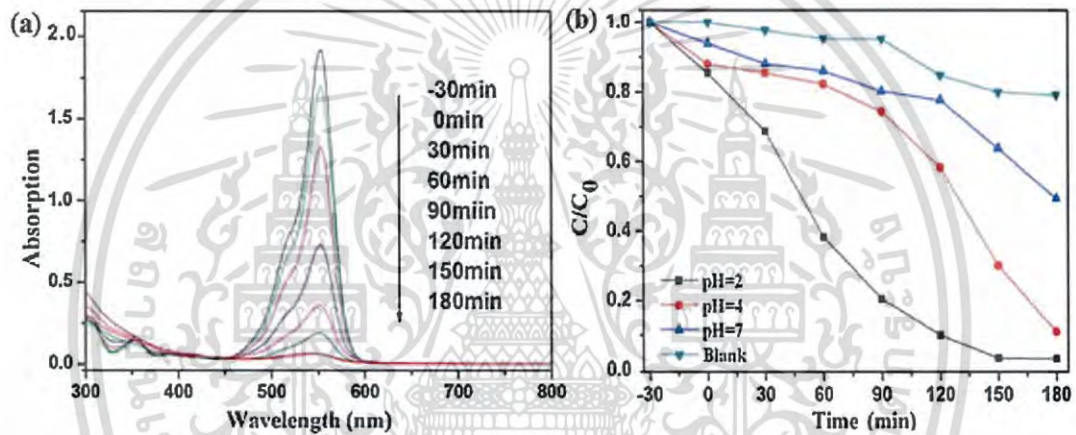 (a)
2.0
1.5
1.0
0.5
0.0
Absorption
300
400
500
600
700
800
Wavelength (nm)
-30min
0min
30min
60min
90miin
120min
150min
180min
(b)
1.0
0.8
0.6
0.4
0.2
0.0
C/C0
-30
0
30
60
90
120
150
180
Time (min)
pH=2
pH=4
pH=7
Blank